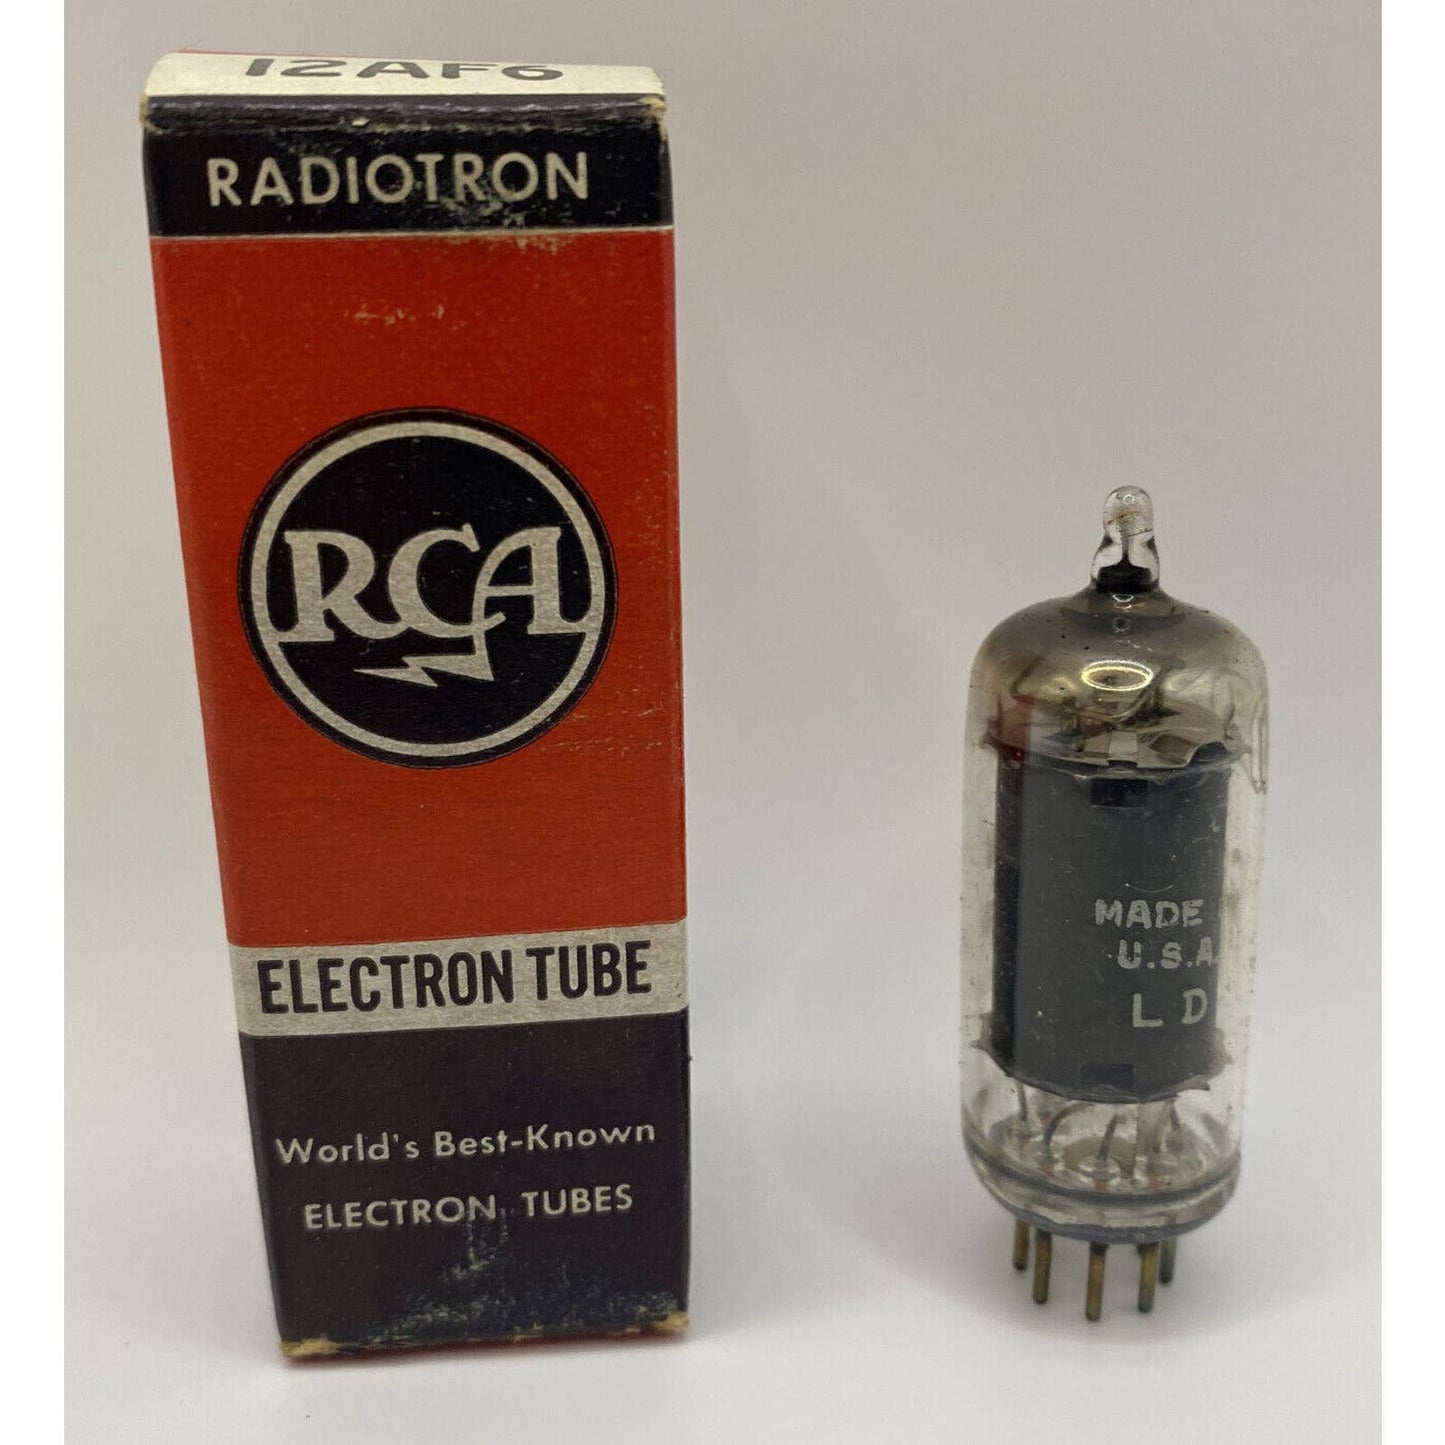 12AF6
RADIOTRON
RCA
ELECTRON TUBE
World's Best-Known
ELECTRON TUBES
MADE
U.S.A
L D